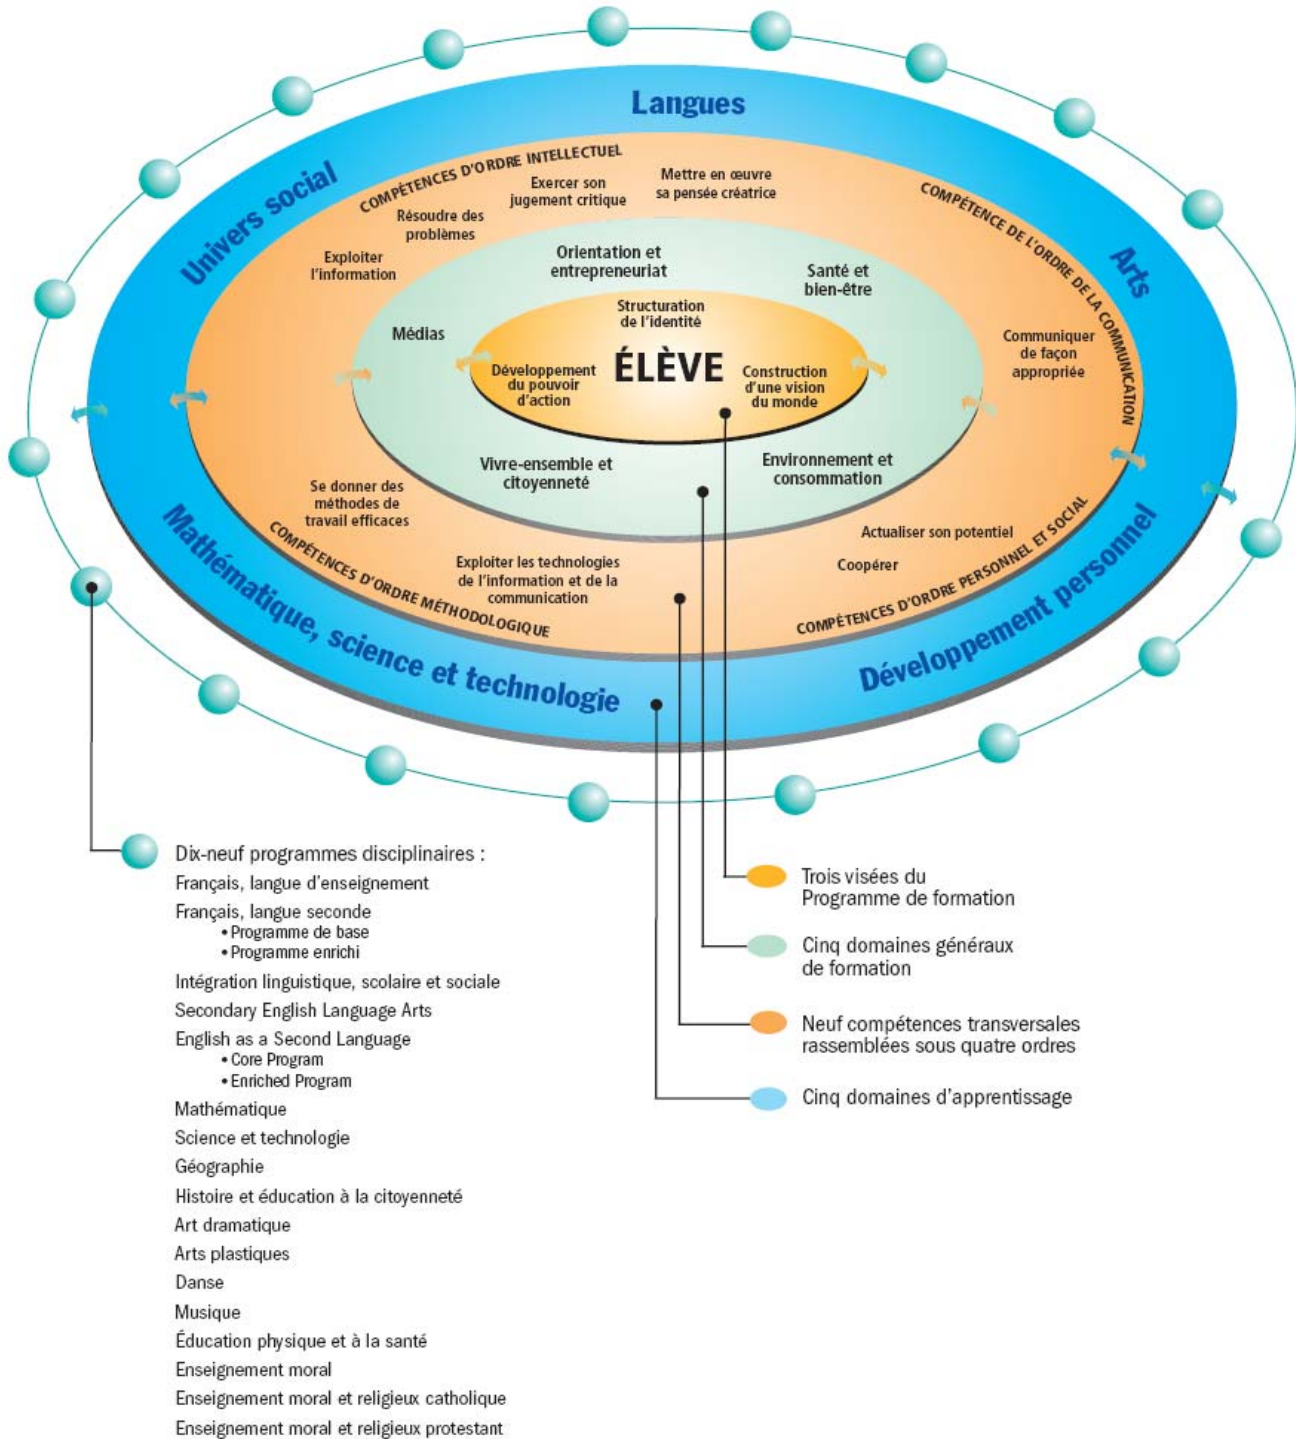 Langues
Univers social
Arts
COMPÉTENCES D'ORDRE INTELLECTUEL
Mettre en œuvre
sa pensée créatrice
Exercer son
jugement critique
Résoudre des
problèmes
Exploiter
l'information
COMPÉTENCE DE L'ORDRE DE LA COMMUNICATION
Communiquer
de façon
appropriée
Orientation et
entrepreneuriat
Santé et
bien-être
Médias
Structuration
de l'identité
ÉLÈVE
Développement
du pouvoir
d'action
Construction
d'une vision
du monde
Vivre-ensemble et
citoyenneté
Environnement et
consommation
Se donner des
méthodes de
travail efficaces
Exploiter les technologies
de l'information et de la
communication
COMPÉTENCES D'ORDRE MÉTHODOLOGIQUE
Actualiser son potentiel
Coopérer
COMPÉTENCES D'ORDRE PERSONNEL ET SOCIAL
Mathématique, science et technologie
Développement personnel
Dix-neuf programmes disciplinaires :
Français, langue d'enseignement
Français, langue seconde
• Programme de base
• Programme enrichi
Intégration linguistique, scolaire et sociale
Secondary English Language Arts
English as a Second Language
• Core Program
• Enriched Program
Mathématique
Science et technologie
Géographie
Histoire et éducation à la citoyenneté
Art dramatique
Arts plastiques
Danse
Musique
Éducation physique et à la santé
Enseignement moral
Enseignement moral et religieux catholique
Enseignement moral et religieux protestant
Trois visées du
Programme de formation
Cinq domaines généraux
de formation
Neuf compétences transversales
rassemblées sous quatre ordres
Cinq domaines d'apprentissage